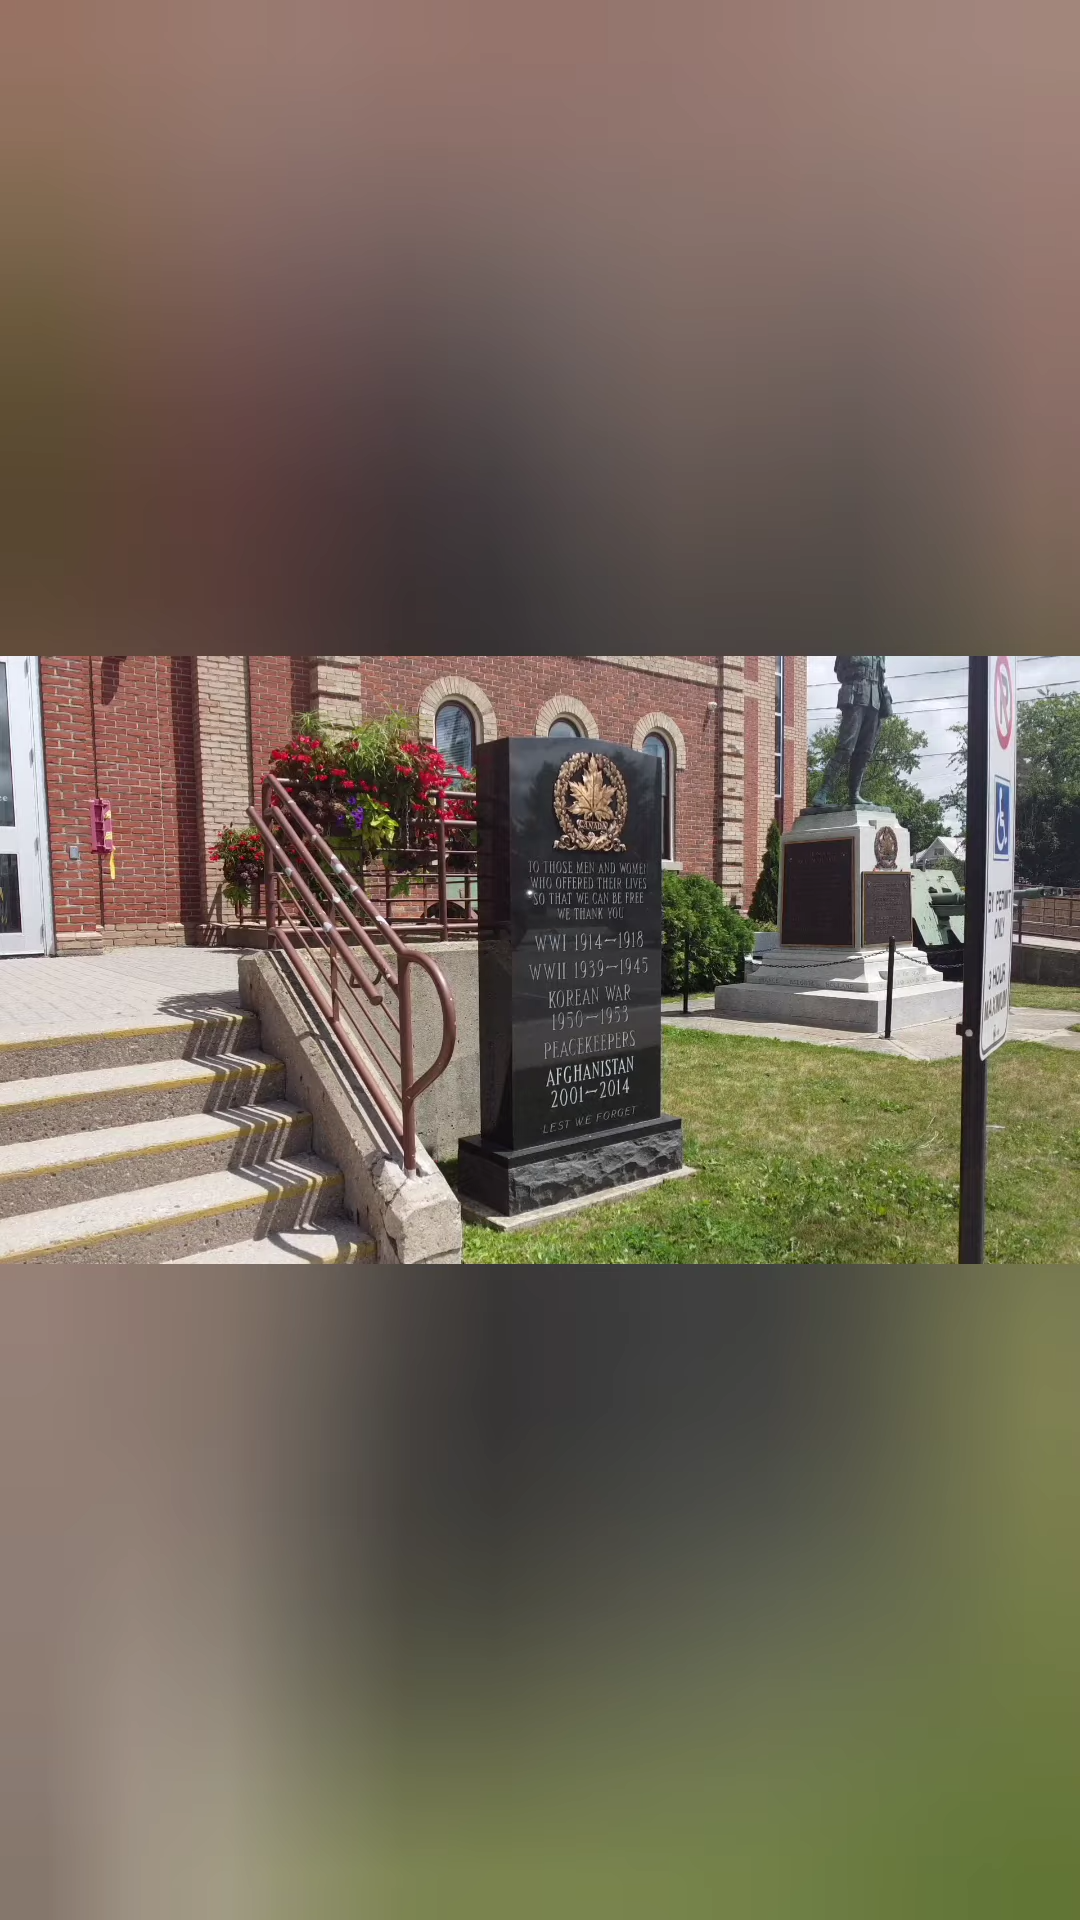 CANADA
TO THOSE MEN AND WOMEN
WHO OFFERED THEIR LIVES
SO THAT WE CAN BE FREE
WE THANK YOU
WWI 1914–1918
WWII 1939–1945
KOREAN WAR
1950–1953
PEACEKEEPERS
AFGHANISTAN
2001–2014
LEST WE FORGET
BY PERMIT
ONLY
3 HOUR
MAXIMUM